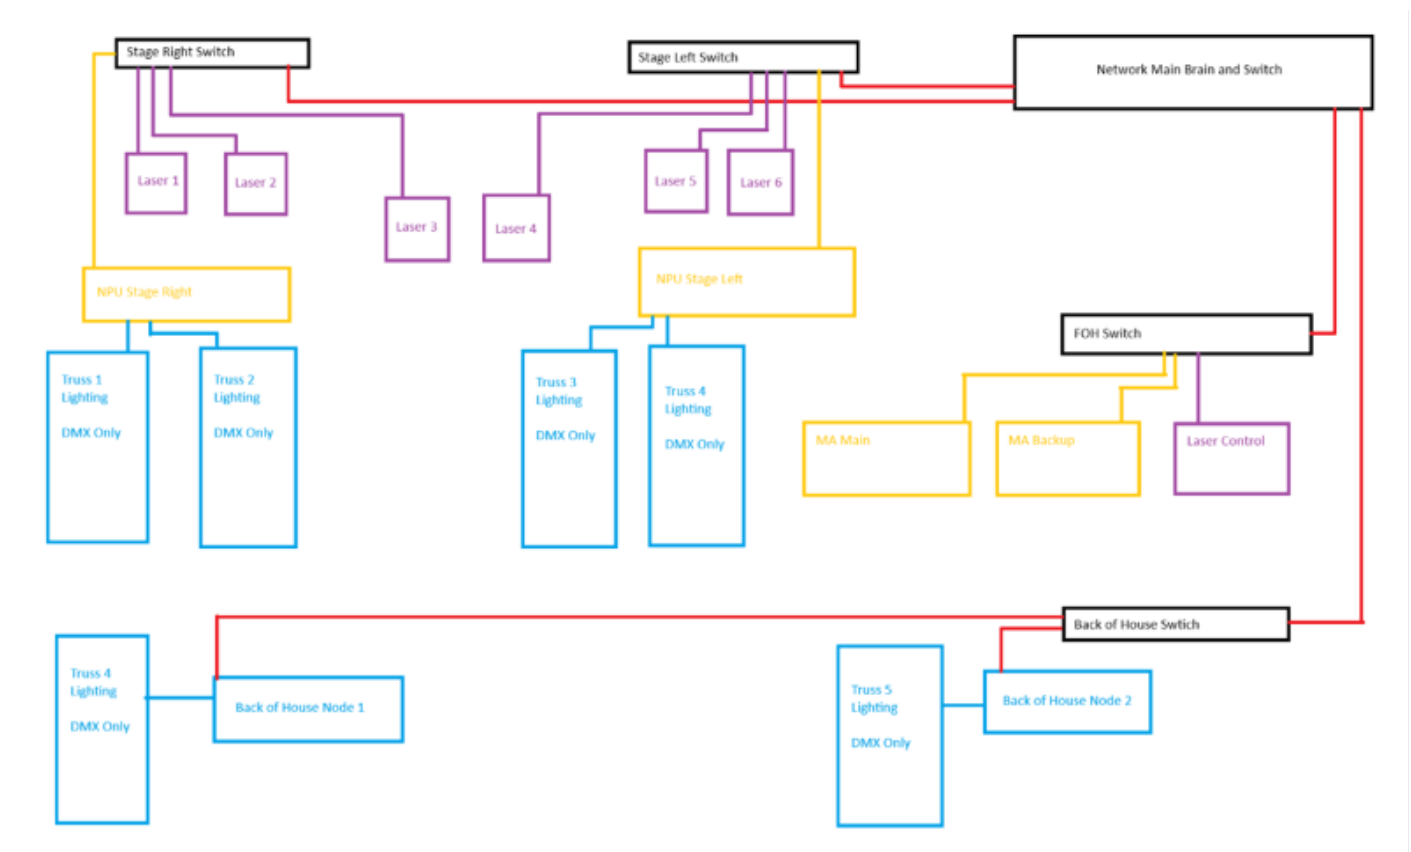 Stage Right Switch
Stage Left Switch
Network Main Brain and Switch
Laser 1
Laser 2
Laser 3
Laser 4
Laser 5
Laser 6
NPU Stage Right
NPU Stage Left
FOH Switch
Truss 1
Lighting
DMX Only
Truss 2
Lighting
DMX Only
Truss 3
Lighting
DMX Only
Truss 4
Lighting
DMX Only
MA Main
MA Backup
Laser Control
Back of House Swtich
Truss 4
Lighting
DMX Only
Back of House Node 1
Truss 5
Lighting
DMX Only
Back of House Node 2